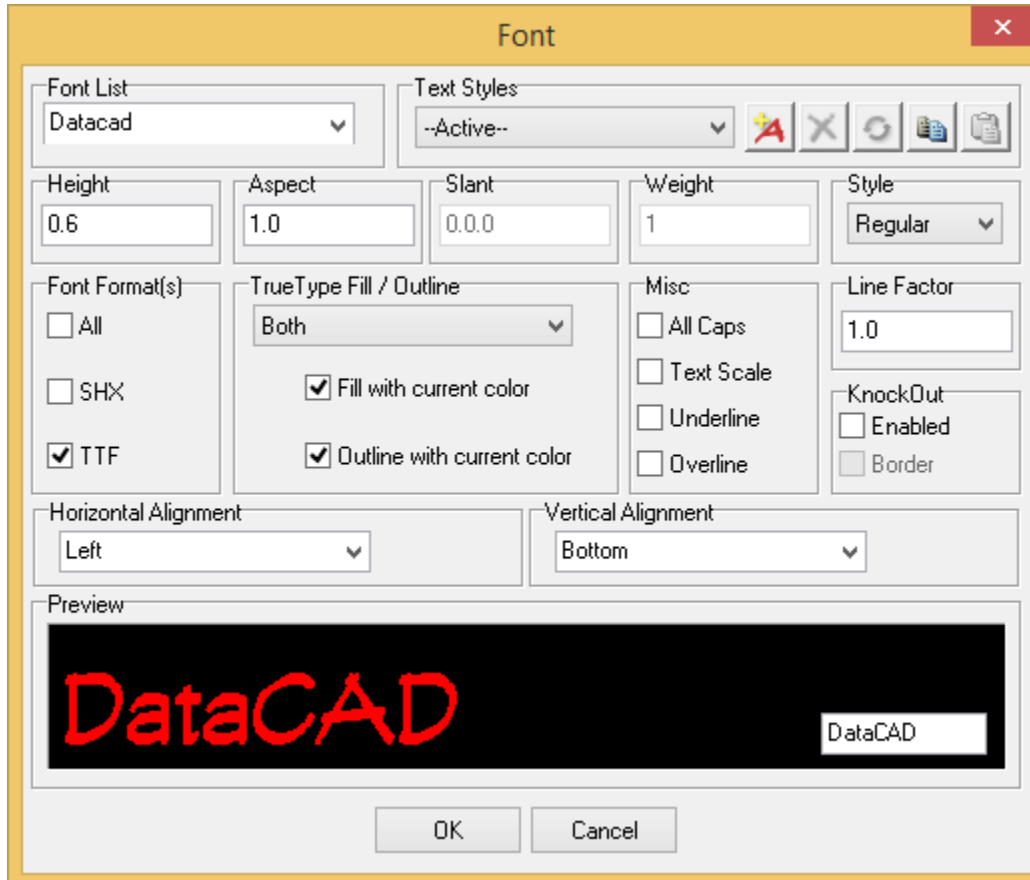 Font
Font List
Text Styles
Datacad
--Active--
Height
Aspect
Slant
Weight
Style
0.6
1.0
0.0.0
1
Regular
Font Format(s)
TrueType Fill / Outline
Misc
Line Factor
All
Both
All Caps
1.0
Text Scale
SHX
Fill with current color
KnockOut
Underline
Enabled
TTF
Outline with current color
Overline
Border
Horizontal Alignment
Vertical Alignment
Left
Bottom
Preview
DataCAD
DataCAD
OK
Cancel